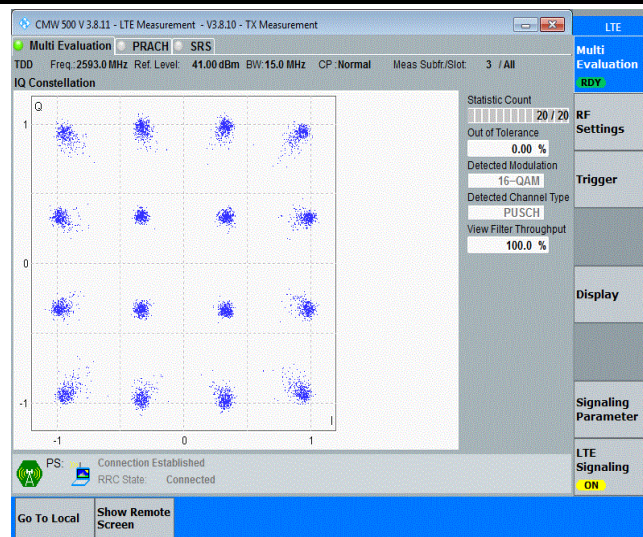 CMW 500 V 3.8.11 - LTE Measurement - V3.8.10 - TX Measurement
LTE
Multi Evaluation
PRACH
SRS
Multi
Evaluation
RDY
TDD Freq.:2593.0 MHz Ref. Level: 41.00 dBm BW:15.0 MHz CP :Normal Meas Subfr./Slot: 3 / All
IQ Constellation
Statistic Count
20 / 20
Out of Tolerance
0.00 %
Detected Modulation
16-QAM
Detected Channel Type
PUSCH
View Filter Throughput
100.0 %
RF
Settings
Trigger
Display
Signaling
Parameter
LTE
Signaling
ON
Q
1
0
-1
I
-1 0 1
PS: Connection Established
RRC State: Connected
Go To Local
Show Remote
Screen